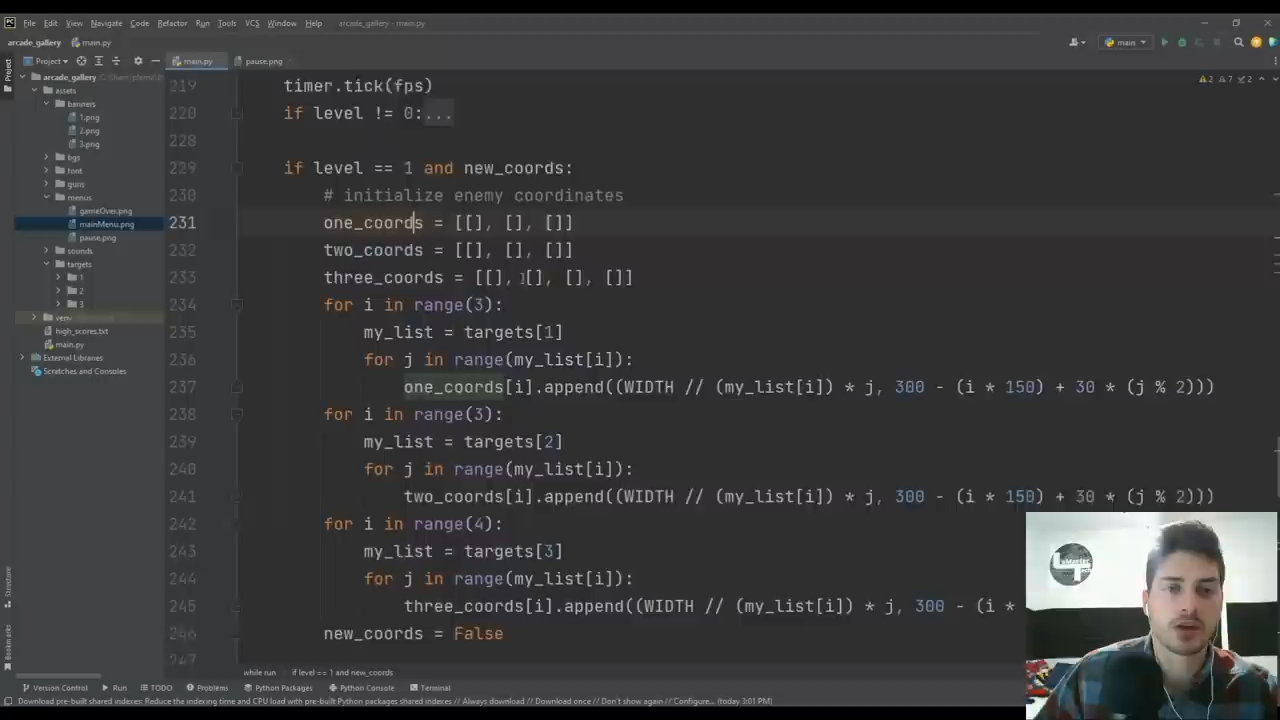 File Edit View Navigate Code Refactor Run Tools VCS Window Help arcade_gallery - main.py
arcade_gallery main.py
main
Project
main.py
pause.png
arcade_gallery
assets
banners
1.png
2.png
3.png
bgs
font
guns
menus
gameOver.png
mainMenu.png
pause.png
sounds
targets
1
2
3
high_scores.txt
main.py
External Libraries
Scratches and Consoles
Project
Structure
Bookmarks
2 7 2
219 timer.tick(fps)
220 if level != 0:...
228
229 if level == 1 and new_coords:
230 # initialize enemy coordinates
231 one_coords = [[], [], []]
232 two_coords = [[], [], []]
233 three_coords = [[], [], [], []]
234 for i in range(3):
235 my_list = targets[1]
236 for j in range(my_list[i]):
237 one_coords[i].append((WIDTH // (my_list[i]) * j, 300 - (i * 150) + 30 * (j % 2)))
238 for i in range(3):
239 my_list = targets[2]
240 for j in range(my_list[i]):
241 two_coords[i].append((WIDTH // (my_list[i]) * j, 300 - (i * 150) + 30 * (j % 2)))
242 for i in range(4):
243 my_list = targets[3]
244 for j in range(my_list[i]):
245 three_coords[i].append((WIDTH // (my_list[i]) * j, 300 - (i *
246 new_coords = False
247
while run if level == 1 and new_coords
Version Control Run TODO Problems Python Packages Python Console Terminal
Download pre-built shared indexes: Reduce the indexing time and CPU load with pre-built Python packages shared indexes // Always download // Download once // Don't show again // Configure... (today 3:01 PM)